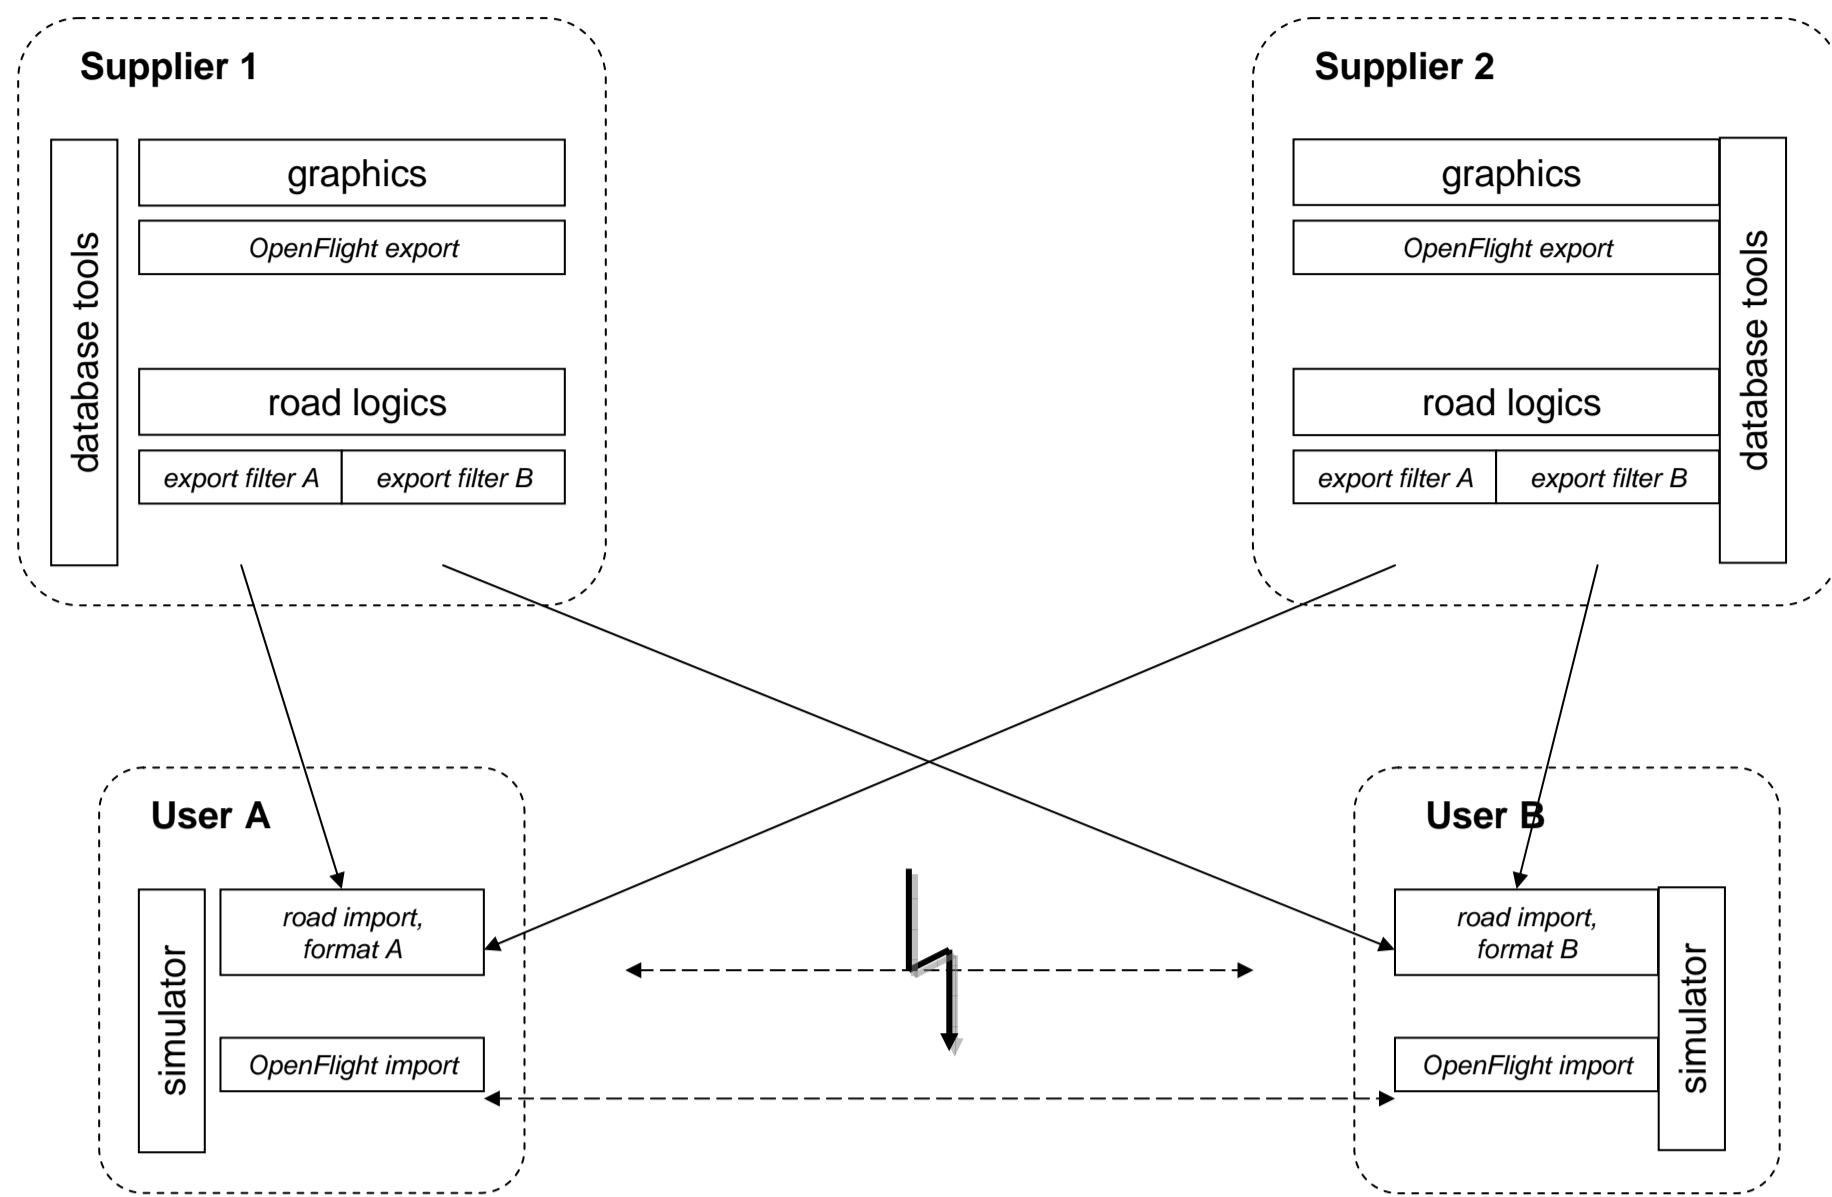 Supplier 1
database tools
graphics
OpenFlight export
road logics
export filter A
export filter B
Supplier 2
graphics
OpenFlight export
road logics
export filter A
export filter B
database tools
User A
simulator
road import,
format A
OpenFlight import
User B
road import,
format B
OpenFlight import
simulator